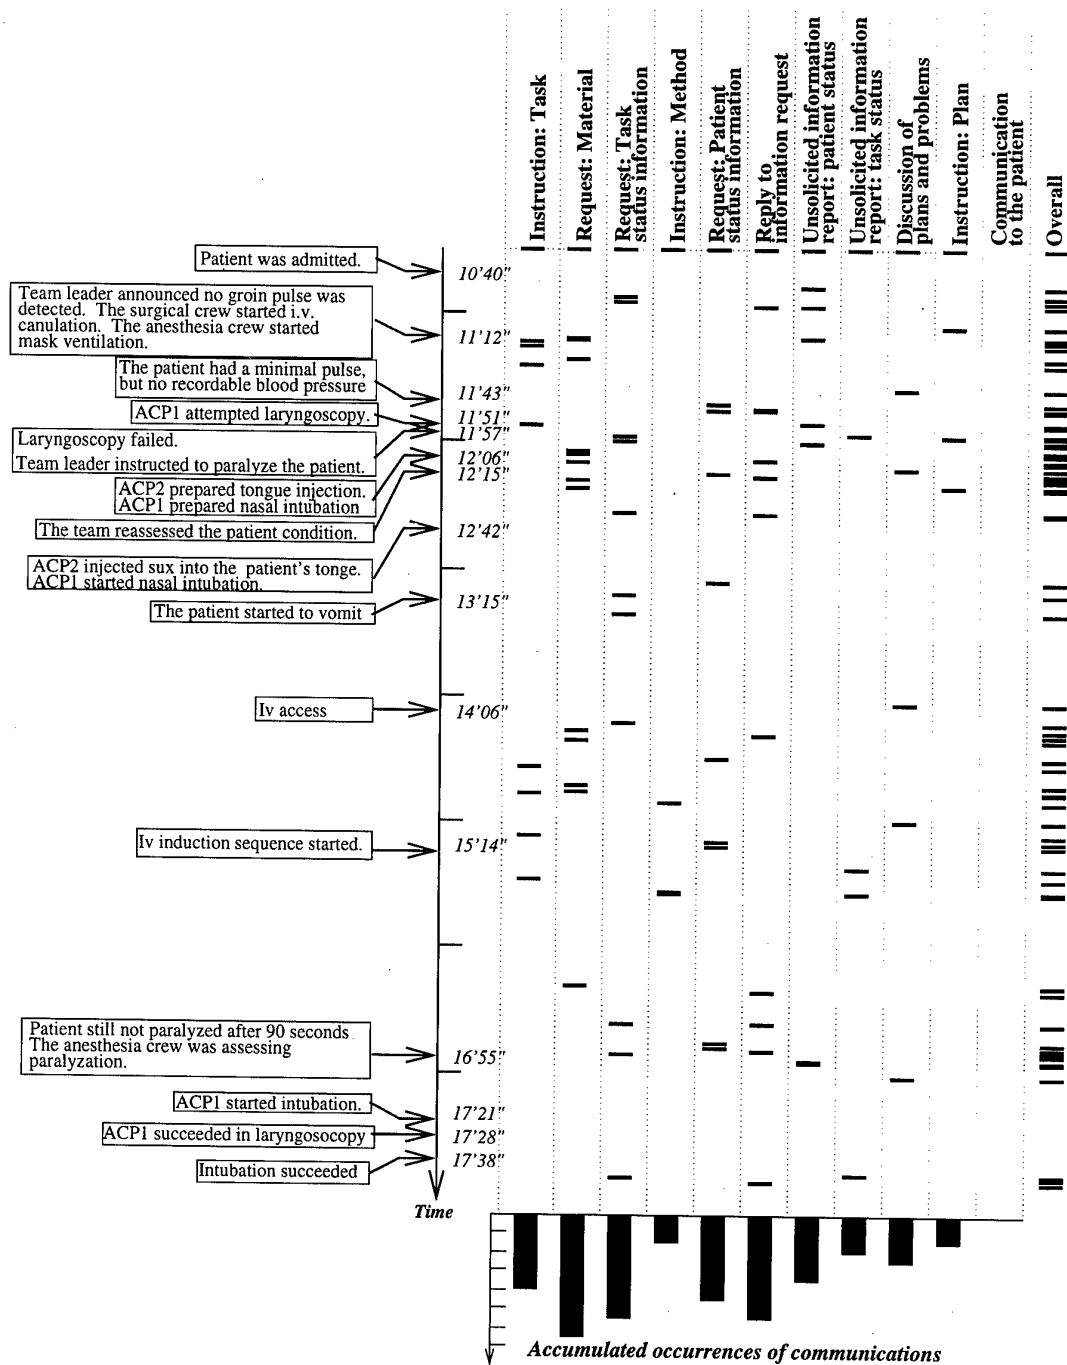 Instruction: Task
Request: Material
Request: Task
status information
Instruction: Method
Request: Patient
status information
Reply to
information request
Unsolicited information
report: patient status
Unsolicited information
report: task status
Discussion of
plans and problems
Instruction: Plan
Communication
to the patient
Overall
Patient was admitted.
10'40"
Team leader announced no groin pulse was
detected. The surgical crew started i.v.
canulation. The anesthesia crew started
mask ventilation.
11'12"
The patient had a minimal pulse,
but no recordable blood pressure
11'43"
ACP1 attempted laryngoscopy.
11'51"
11'57"
Laryngoscopy failed.
Team leader instructed to paralyze the patient.
12'06"
12'15"
ACP2 prepared tongue injection.
ACP1 prepared nasal intubation
The team reassessed the patient condition.
12'42"
ACP2 injected sux into the patient's tonge.
ACP1 started nasal intubation.
13'15"
The patient started to vomit
Iv access
14'06"
Iv induction sequence started.
15'14"
Patient still not paralyzed after 90 seconds
The anesthesia crew was assessing
paralyzation.
16'55"
ACP1 started intubation.
17'21"
ACP1 succeeded in laryngosocopy
17'28"
17'38"
Intubation succeeded
Time
Accumulated occurrences of communications